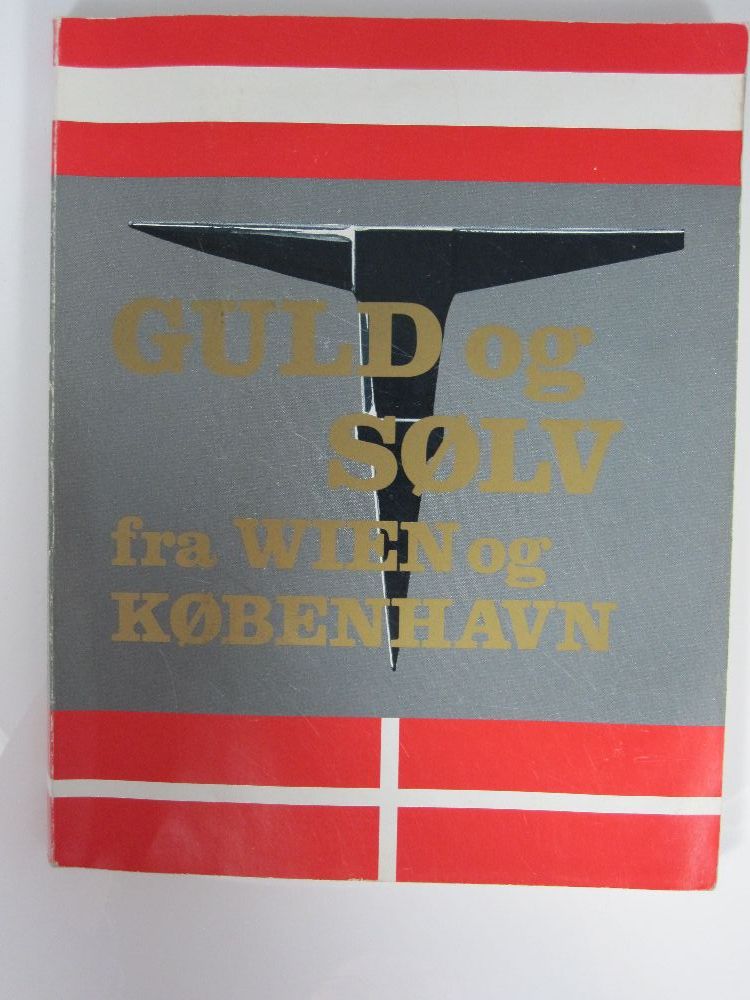 GULD og
SØLV
fra WIEN og
KØBENHAVN